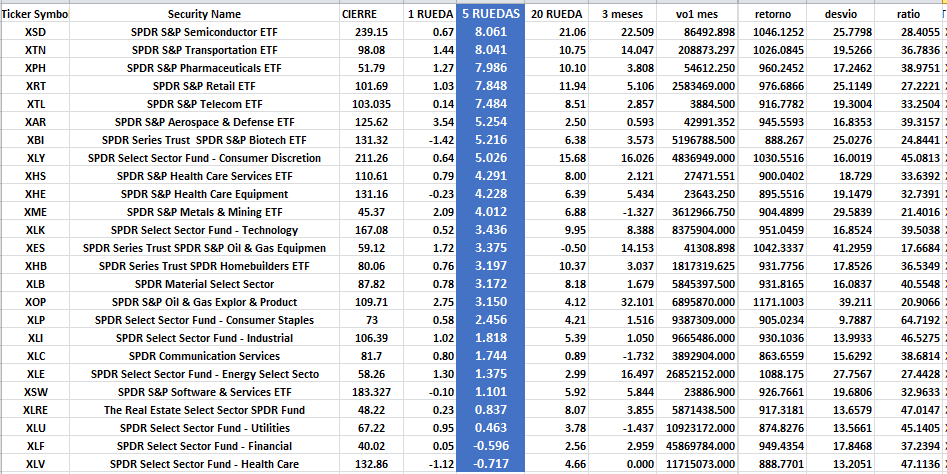 Ticker Symbo Security Name CIERRE 1 RUEDA 5 RUEDAS 20 RUEDA 3 meses vo1 mes retorno desvio ratio
XSD SPDR S&P Semiconductor ETF 239.15 0.67 8.061 21.06 22.509 86492.898 1046.1252 25.7798 28.4055
XTN SPDR S&P Transportation ETF 98.08 1.44 8.041 10.75 14.047 208873.297 1026.0845 19.5266 36.7836
XPH SPDR S&P Pharmaceuticals ETF 51.79 1.27 7.986 10.10 3.808 54612.250 960.2452 17.2462 38.9751
XRT SPDR S&P Retail ETF 101.69 1.03 7.848 11.94 5.106 2583469.000 976.6866 25.1149 27.2221
XTL SPDR S&P Telecom ETF 103.035 0.14 7.484 8.51 2.857 3884.500 916.7782 19.3004 33.2504
XAR SPDR S&P Aerospace & Defense ETF 125.62 3.54 5.254 2.50 0.593 42991.352 945.5593 16.8353 39.3157
XBI SPDR Series Trust SPDR S&P Biotech ETF 131.32 -1.42 5.216 6.38 3.573 5196788.500 888.267 25.0276 24.8441
XLY SPDR Select Sector Fund - Consumer Discretion 211.26 0.64 5.026 15.68 16.026 4836949.000 1030.5516 16.0019 45.0813
XHS SPDR S&P Health Care Services ETF 110.61 0.79 4.291 8.00 2.121 27471.551 900.0402 18.729 33.6392
XHE SPDR S&P Health Care Equipment 131.16 -0.23 4.228 6.39 5.434 23643.250 895.5516 19.1479 32.7391
XME SPDR S&P Metals & Mining ETF 45.37 2.09 4.012 6.88 -1.327 3612966.750 904.4899 29.5839 21.4016
XLK SPDR Select Sector Fund - Technology 167.08 0.52 3.436 9.95 8.388 8375904.000 951.0459 16.8524 39.5038
XES SPDR Series Trust SPDR S&P Oil & Gas Equipmen 59.12 1.72 3.375 -0.50 14.153 41308.898 1042.3337 41.2959 17.6684
XHB SPDR Series Trust SPDR Homebuilders ETF 80.06 0.76 3.197 10.37 3.037 1817319.625 931.7756 17.8526 36.5349
XLB SPDR Material Select Sector 87.82 0.78 3.172 8.18 1.679 5845397.500 931.8165 16.0837 40.5548
XOP SPDR S&P Oil & Gas Explor & Product 109.71 2.75 3.150 4.12 32.101 6895870.000 1171.1003 39.211 20.9066
XLP SPDR Select Sector Fund - Consumer Staples 73 0.58 2.456 4.21 1.516 9387309.000 905.0234 9.7887 64.7192
XLI SPDR Select Sector Fund - Industrial 106.39 1.02 1.818 5.39 1.050 9665486.000 930.1036 13.9933 46.5275
XLC SPDR Communication Services 81.7 0.80 1.744 0.89 -1.732 3892904.000 863.6559 15.6292 38.6814
XLE SPDR Select Sector Fund - Energy Select Secto 58.26 1.30 1.375 2.99 16.497 26852152.000 1088.175 27.7567 27.4428
XSW SPDR S&P Software & Services ETF 183.327 -0.10 1.101 5.92 5.844 23886.900 926.7661 19.6806 32.9633
XLRE The Real Estate Select Sector SPDR Fund 48.22 0.23 0.837 8.07 3.855 5871438.500 917.3181 13.6579 47.0147
XLU SPDR Select Sector Fund - Utilities 67.22 0.95 0.463 3.78 -1.437 10923172.000 874.8276 13.5661 45.1405
XLF SPDR Select Sector Fund - Financial 40.02 0.05 -0.596 2.56 2.959 45869784.000 949.4354 17.8468 37.2394
XLV SPDR Select Sector Fund - Health Care 132.86 -1.12 -0.717 4.66 0.000 11715073.000 888.7701 13.2051 47.1136